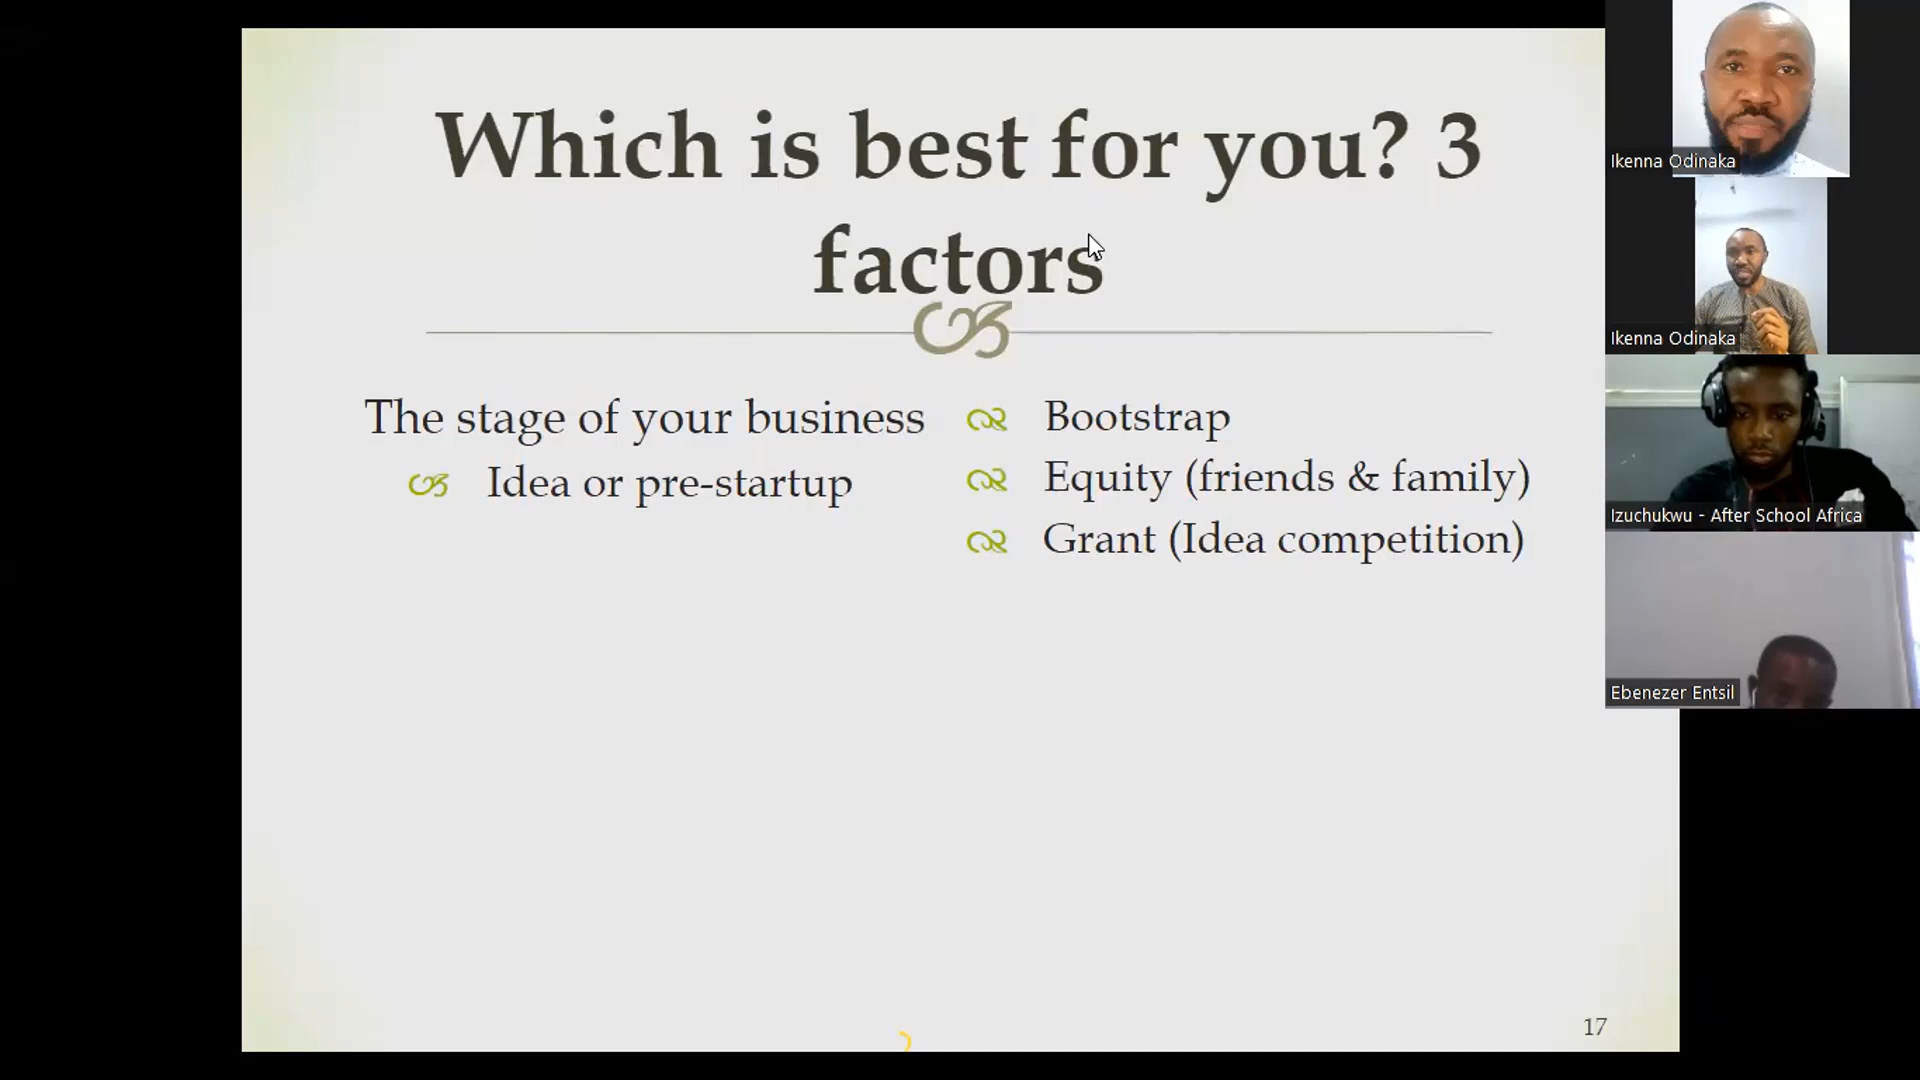 Which is best for you? 3
factors
The stage of your business
Idea or pre-startup
Bootstrap
Equity (friends & family)
Grant (Idea competition)
17
Ikenna Odinaka
Ikenna Odinaka
Izuchukwu - After School Africa
Ebenezer Entsil